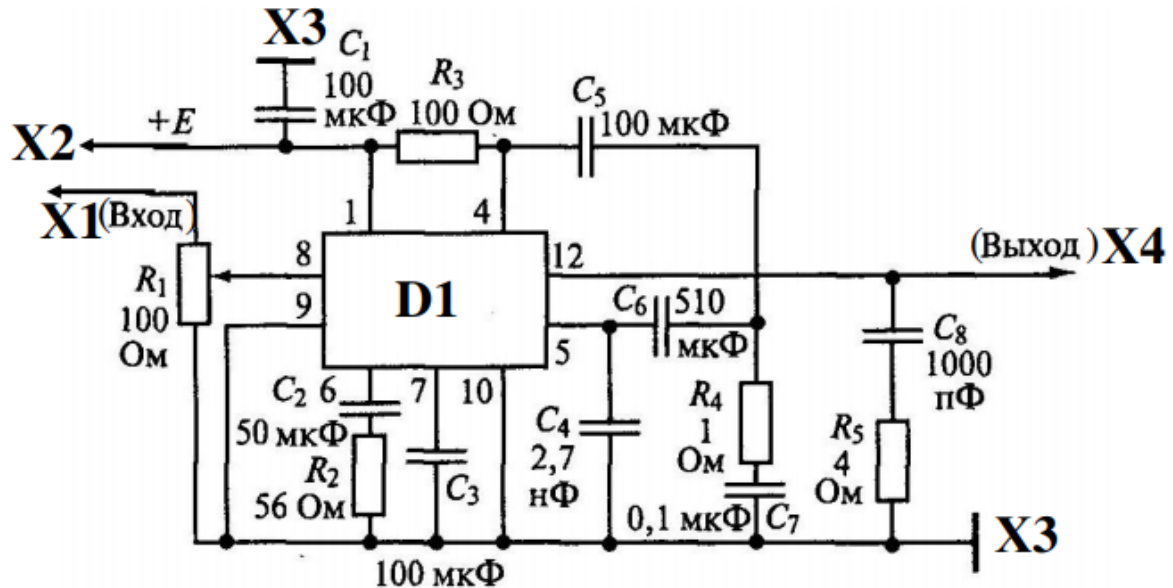 X3
C₁
100
мкФ
R₃
100 Ом
C₅
100 мкФ
+E
X2
X1 (Вход)
1
4
(Выход) X4
8
12
R₁
100
Ом
9
D1
C₆
510
мкФ
5
C₈
1000
пФ
C₂
6
7
10
50 мкФ
R₂
56 Ом
C₃
C₄
2,7
нФ
R₄
1
Ом
R₅
4
Ом
0,1 мкФ
C₇
X3
100 мкФ